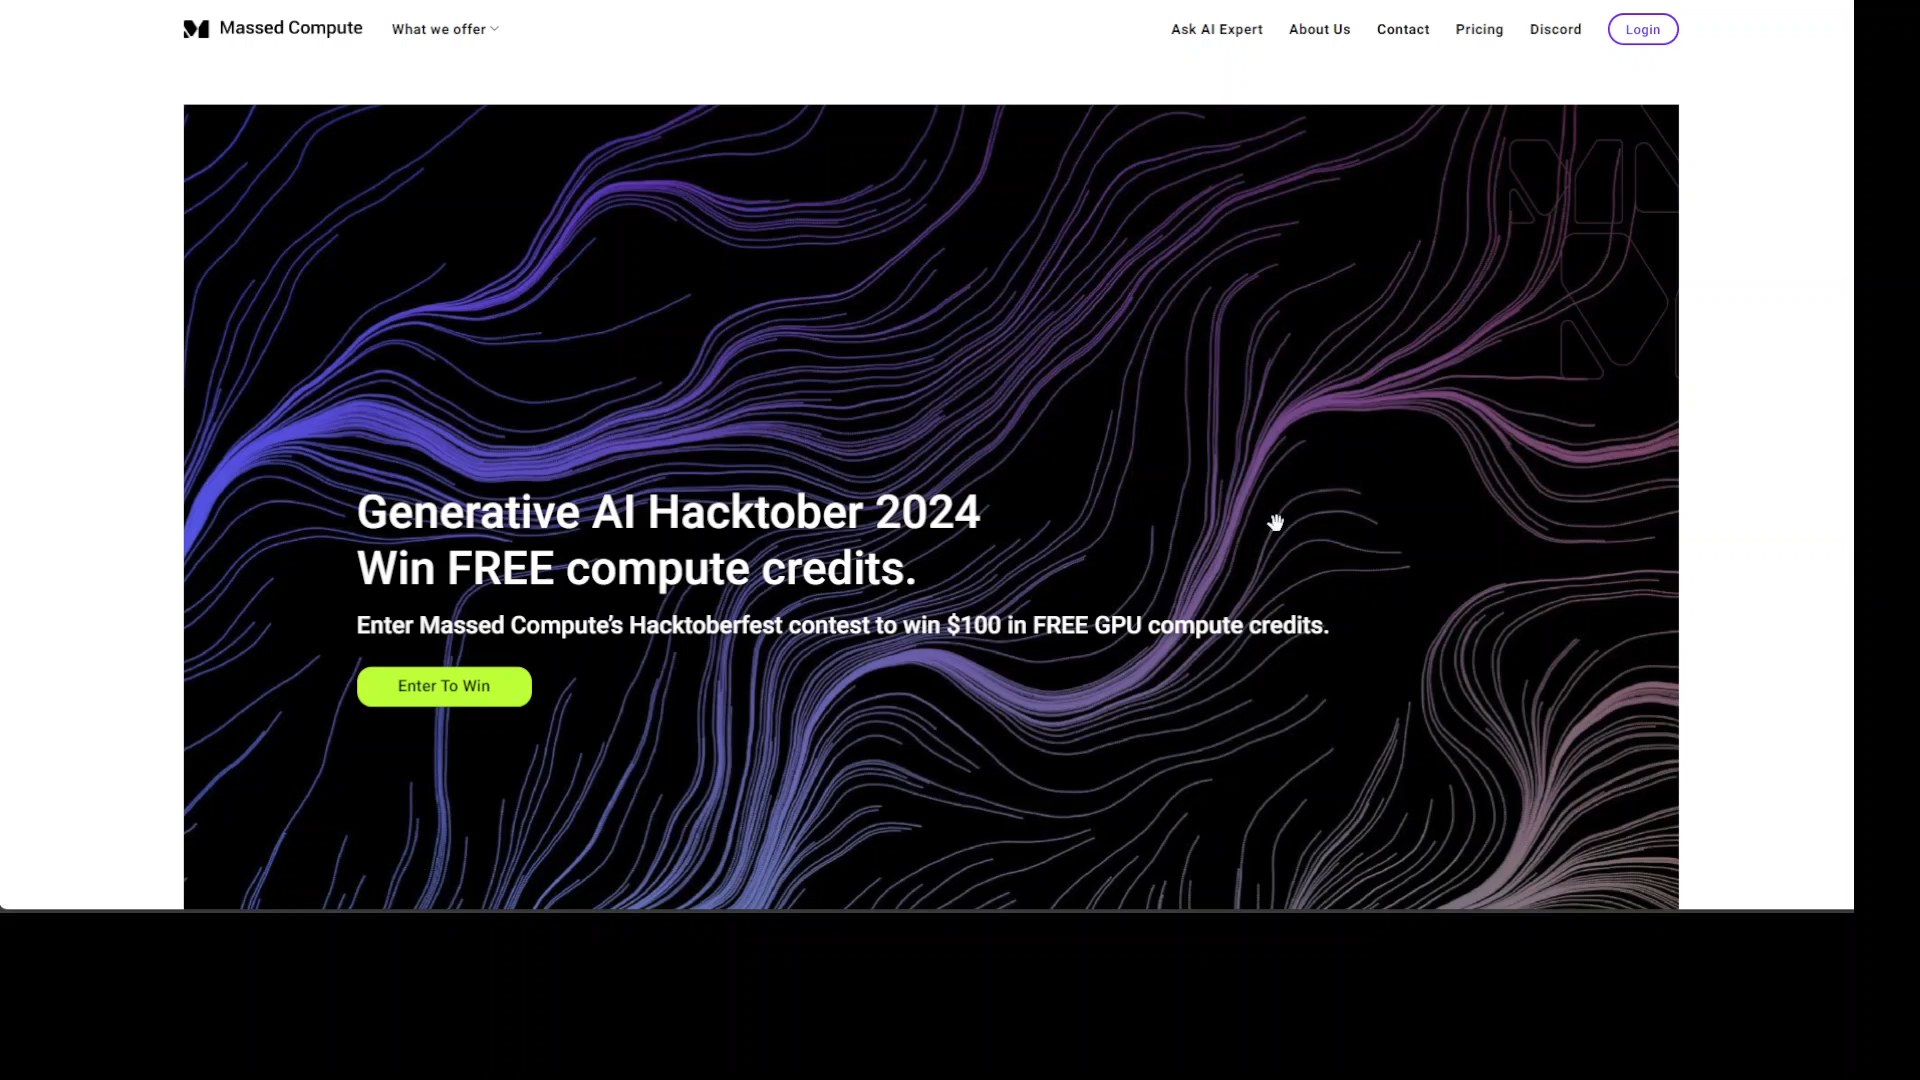 Massed Compute
What we offer
Ask AI Expert
About Us
Contact
Pricing
Discord
Login
Generative AI Hacktober 2024
Win FREE compute credits.
Enter Massed Compute's Hacktoberfest contest to win $100 in FREE GPU compute credits.
Enter To Win